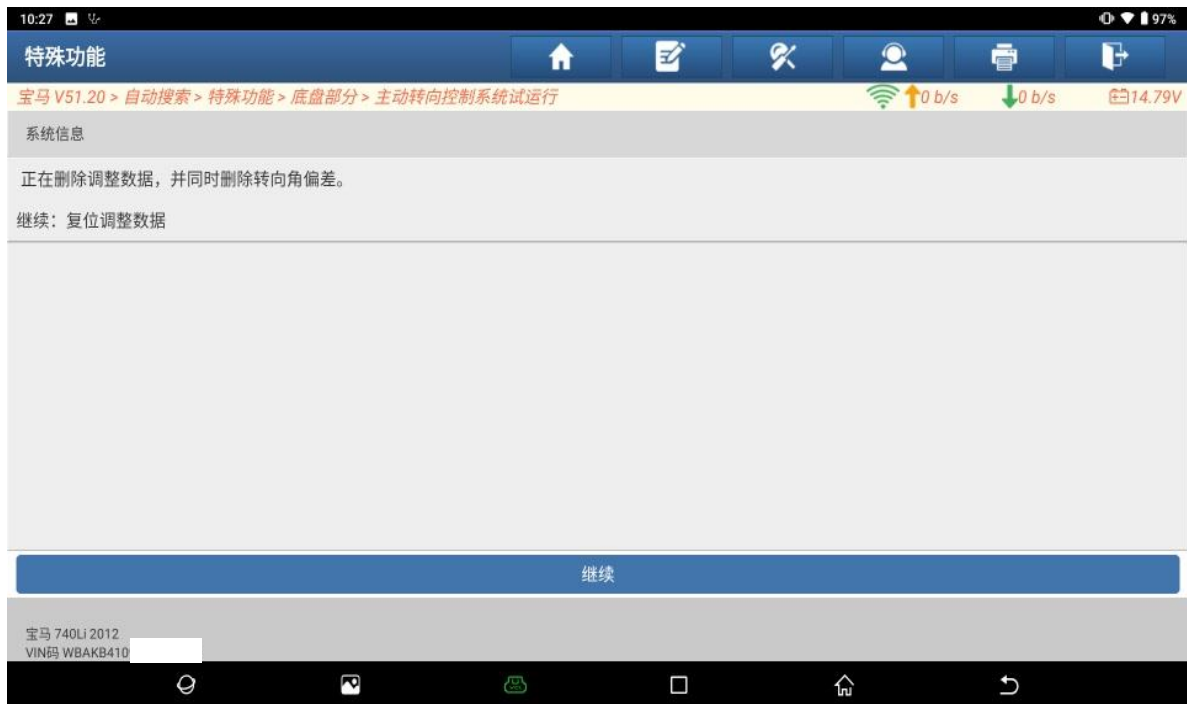 10:27 97%
特殊功能
宝马 V51.20 > 自动搜索 > 特殊功能 > 底盘部分 > 主动转向控制系统试运行 0 b/s 0 b/s 14.79V
系统信息
正在删除调整数据，并同时删除转向角偏差。
继续：复位调整数据
继续
宝马 740Li 2012
VIN码 WBAKB410